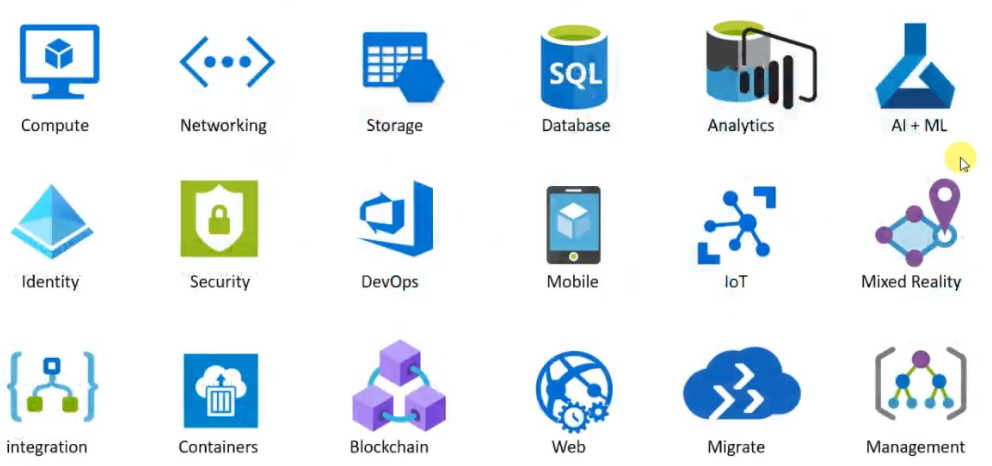 SQL
Compute
Networking
Storage
Database
Analytics
AI + ML
Identity
Security
DevOps
Mobile
IoT
Mixed Reality
integration
Containers
Blockchain
Web
Migrate
Management